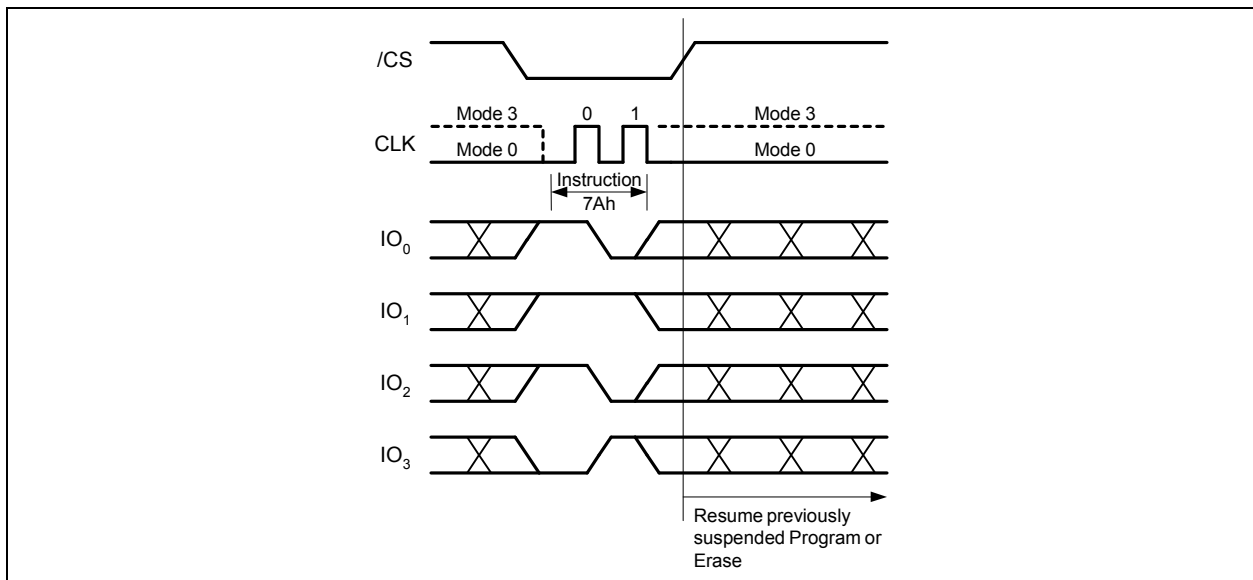 /CS
Mode 3 0 1 Mode 3
CLK
Mode 0 Mode 0
Instruction
7Ah
IO0
IO1
IO2
IO3
Resume previously
suspended Program or
Erase